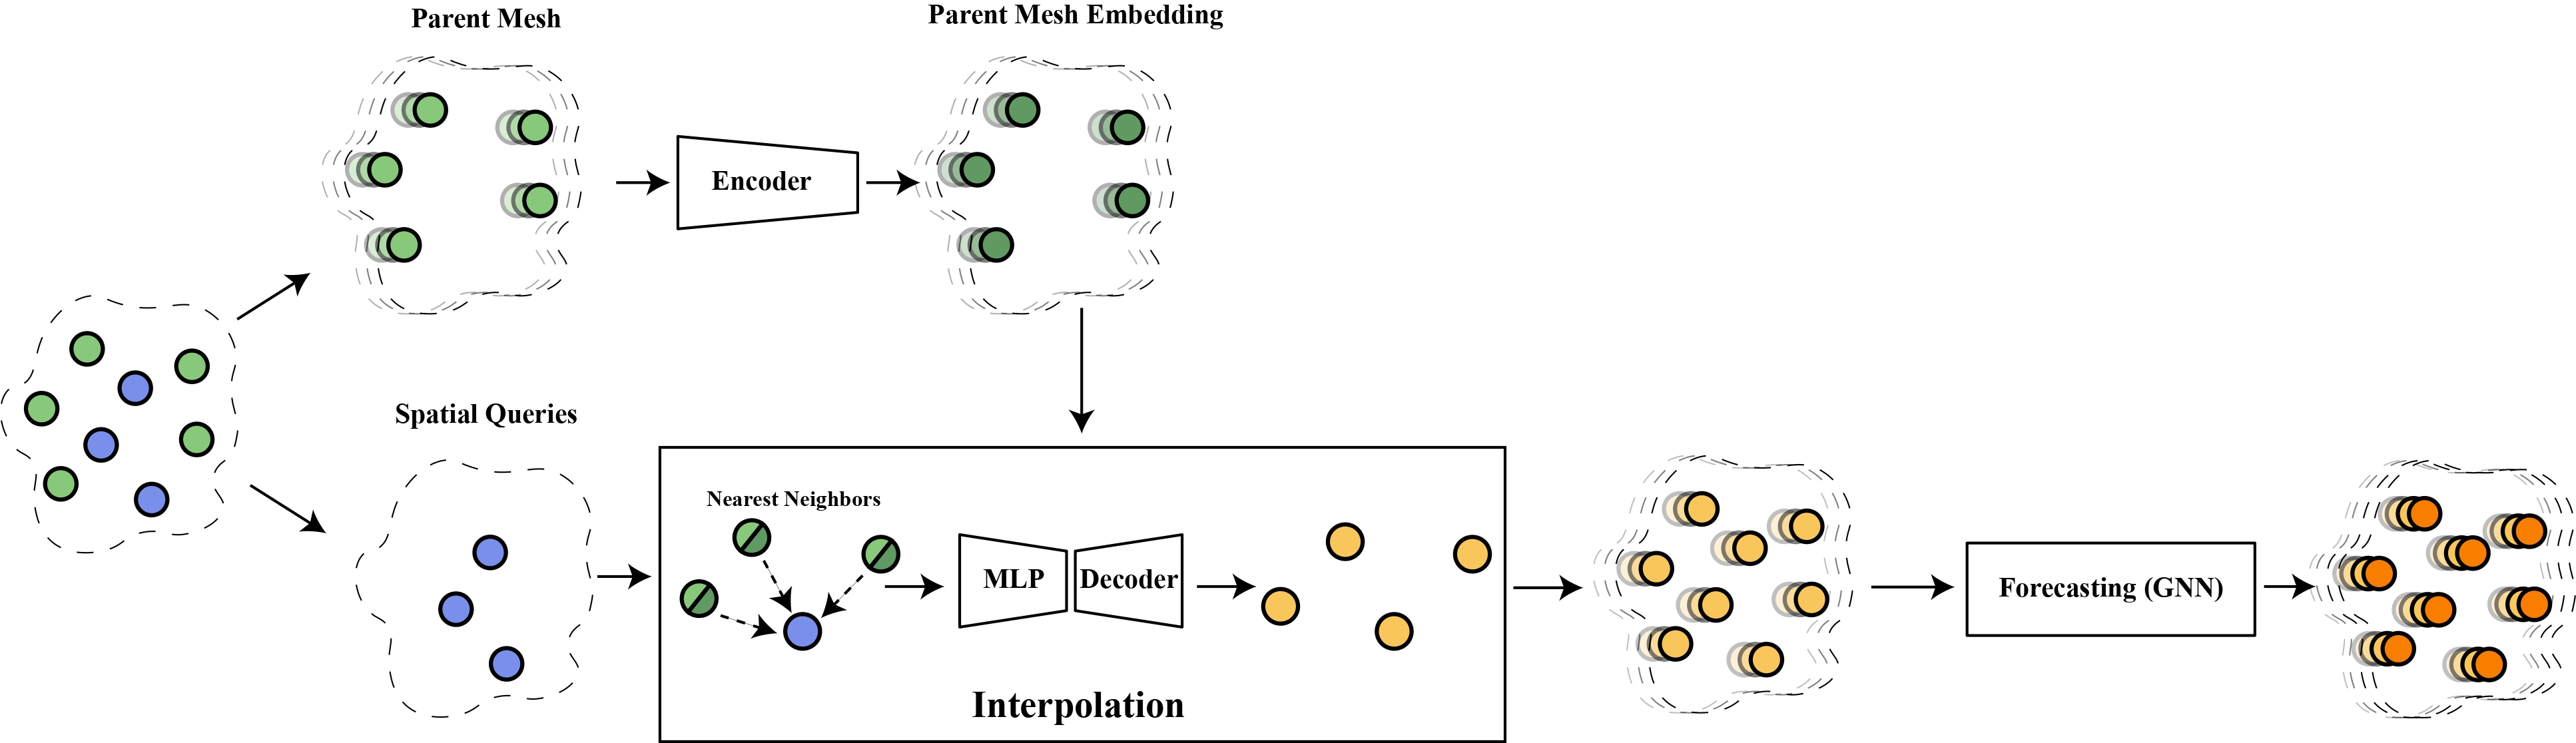 Parent Mesh
Parent Mesh Embedding
Encoder
Spatial Queries
Nearest Neighbors
MLP
Decoder
Forecasting (GNN)
Interpolation